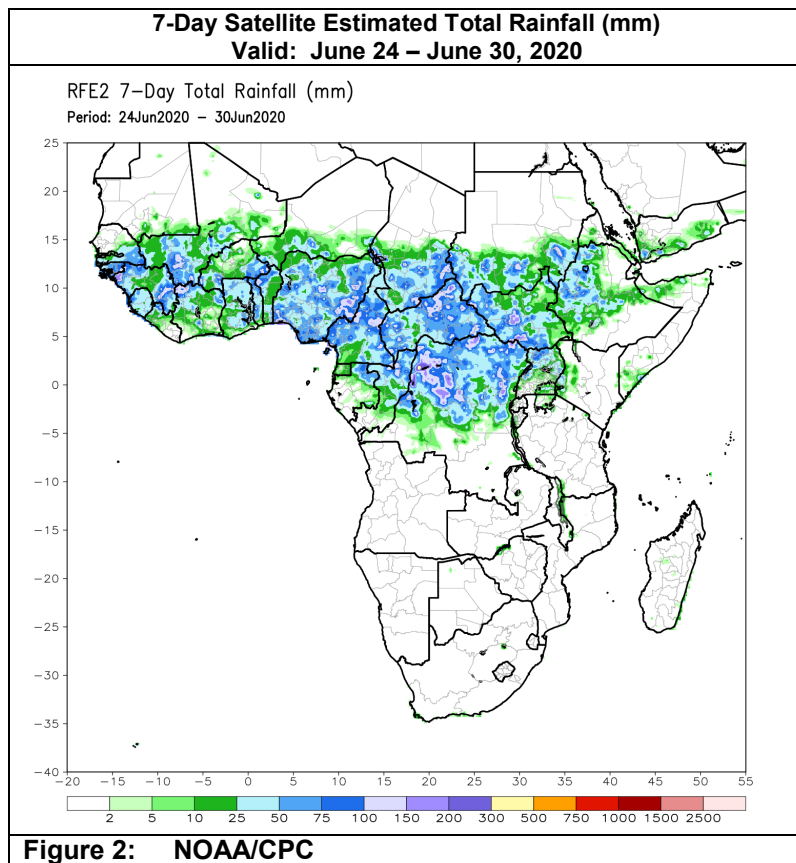 7-Day Satellite Estimated Total Rainfall (mm)
Valid:  June 24 – June 30, 2020
RFE2 7-Day Total Rainfall (mm)
Period: 24Jun2020 - 30Jun2020
25
20
15
10
5
0
-5
-10
-15
-20
-25
-30
-35
-40
-20 -15 -10 -5 0 5 10 15 20 25 30 35 40 45 50 55
2 5 10 25 50 75 100 150 200 300 500 750 1000 1500 2500
Figure 2: NOAA/CPC